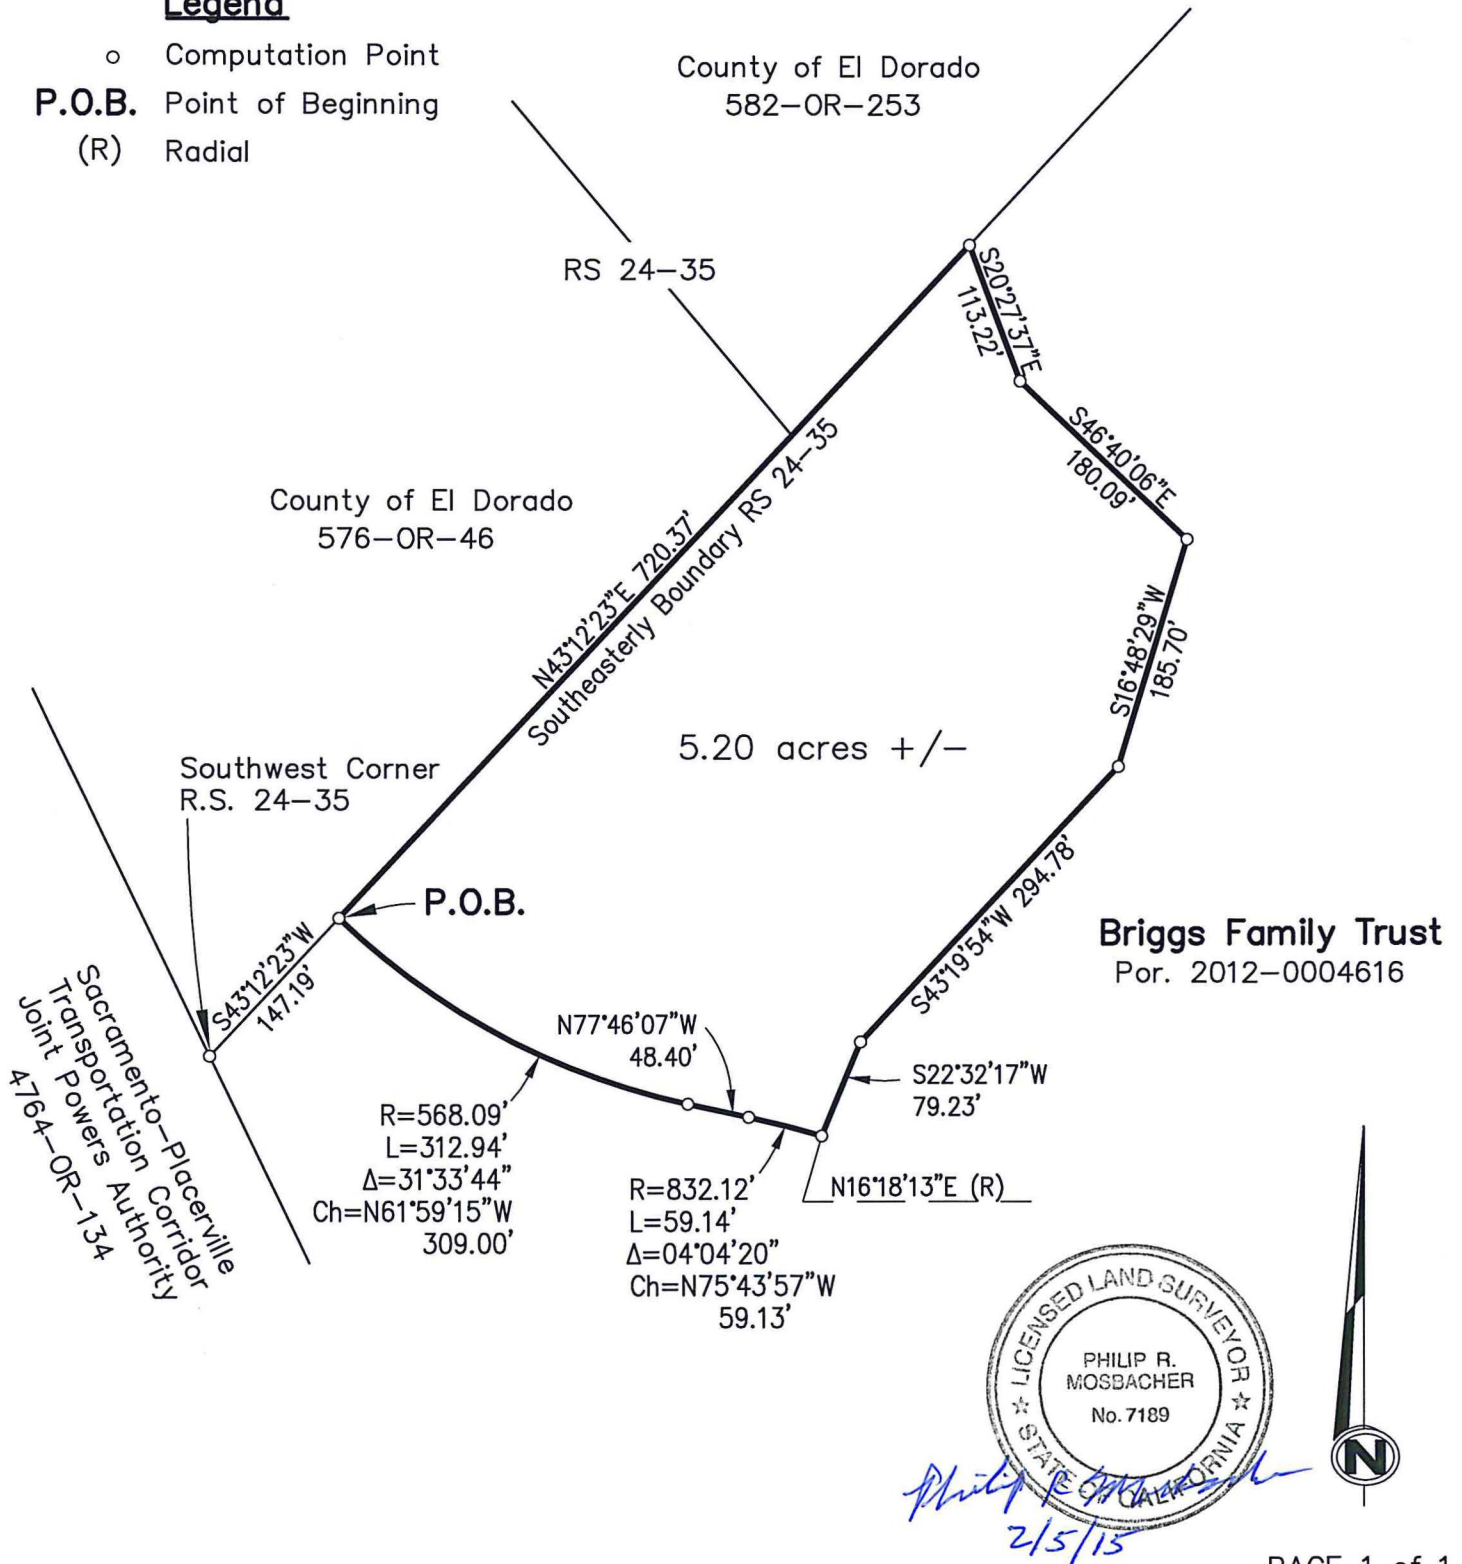 Legend
Computation Point
P.O.B. Point of Beginning
(R) Radial
County of El Dorado
582-OR-253
RS 24-35
S20°27'37"E
113.22'
S46°40'06"E
180.09'
County of El Dorado
576-OR-46
N43°12'23"E 720.37'
Southeasterly Boundary RS 24-35
S16°48'29"W
185.70'
5.20 acres +/-
Southwest Corner
R.S. 24-35
P.O.B.
S43°12'23"W
147.19'
S43°19'54"W 294.78'
Briggs Family Trust
Por. 2012-0004616
Sacramento-Placerville
Transportation Corridor
Joint Powers Authority
4764-OR-134
N77°46'07"W
48.40'
S22°32'17"W
79.23'
R=568.09'
L=312.94'
Δ=31°33'44"
Ch=N61°59'15"W
309.00'
R=832.12'
L=59.14'
Δ=04°04'20"
Ch=N75°43'57"W
59.13'
N16°18'13"E (R)
LICENSED LAND SURVEYOR
PHILIP R.
MOSBACHER
No. 7189
STATE OF CALIFORNIA
Philip R Mosbacher
2/5/15
N
PAGE 1 of 1